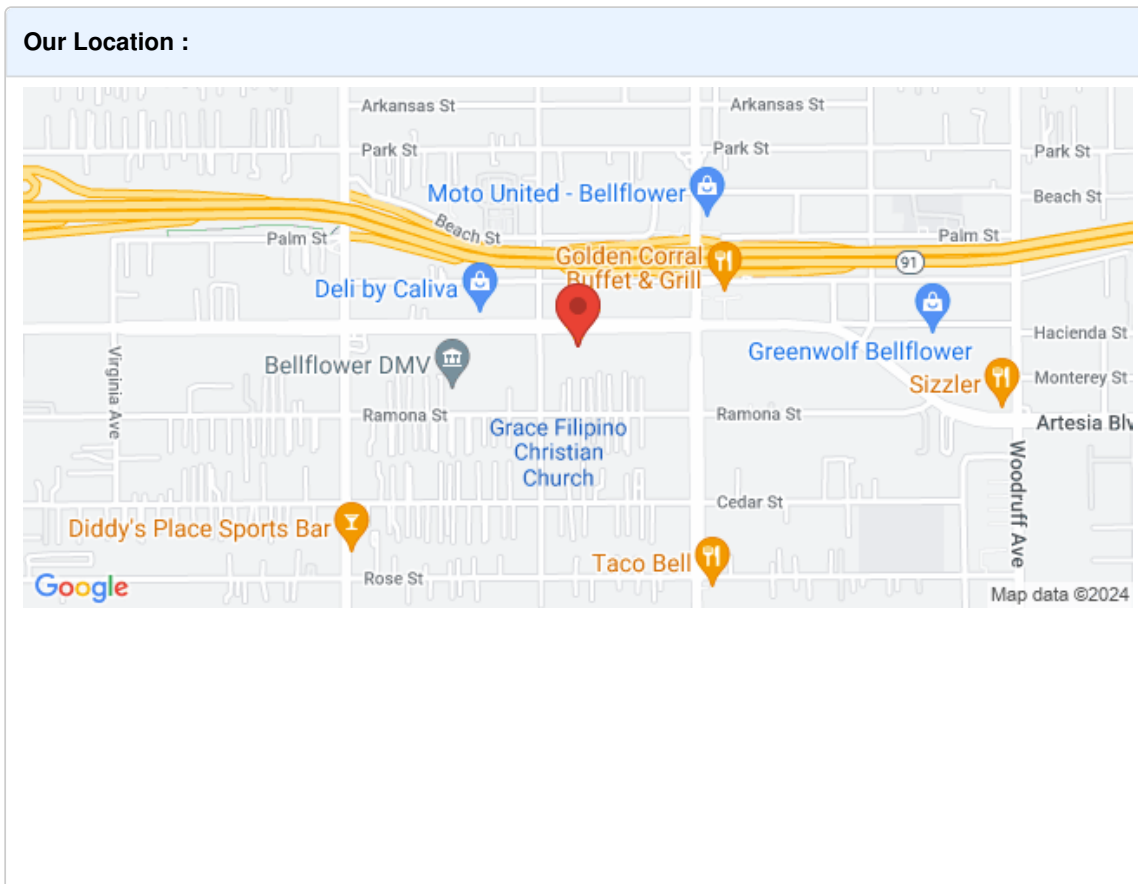 Our Location :
Arkansas St
Arkansas St
Park St
Park St
Park St
Moto United - Bellflower
Beach St
Beach St
Palm St
Palm St
Golden Corral
Buffet & Grill
91
Deli by Caliva
Hacienda St
Greenwolf Bellflower
Bellflower DMV
Virginia Ave
Sizzler
Monterey St
Ramona St
Ramona St
Artesia Blv
Grace Filipino
Christian
Church
Woodruff Ave
Cedar St
Diddy's Place Sports Bar
Taco Bell
Rose St
Google
Map data ©2024